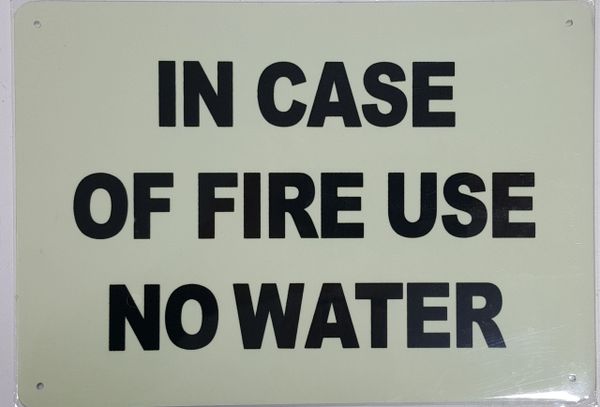 IN CASE
OF FIRE USE
NO WATER